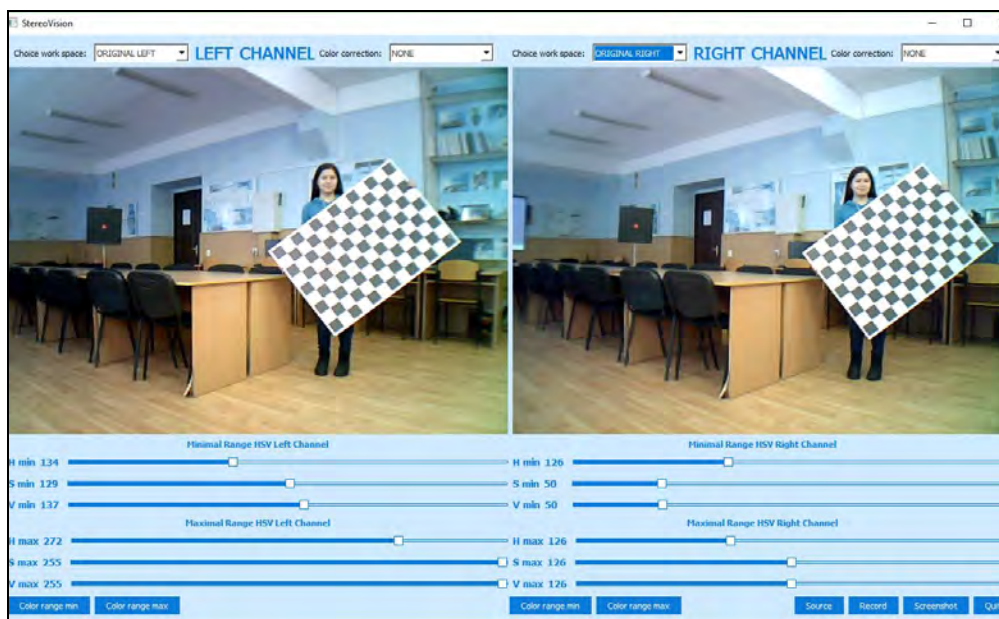 StereoVision
Choice work space: ORIGINAL LEFT LEFT CHANNEL Color correction: NONE
Choice work space: ORIGINAL RIGHT RIGHT CHANNEL Color correction: NONE
Minimal Range HSV Left Channel
H min 134
S min 129
V min 137
Maximal Range HSV Left Channel
H max 272
S max 255
V max 255
Color range min Color range max
Minimal Range HSV Right Channel
H min 126
S min 50
V min 50
Maximal Range HSV Right Channel
H max 126
S max 126
V max 126
Color range min Color range max Source Record Screenshot